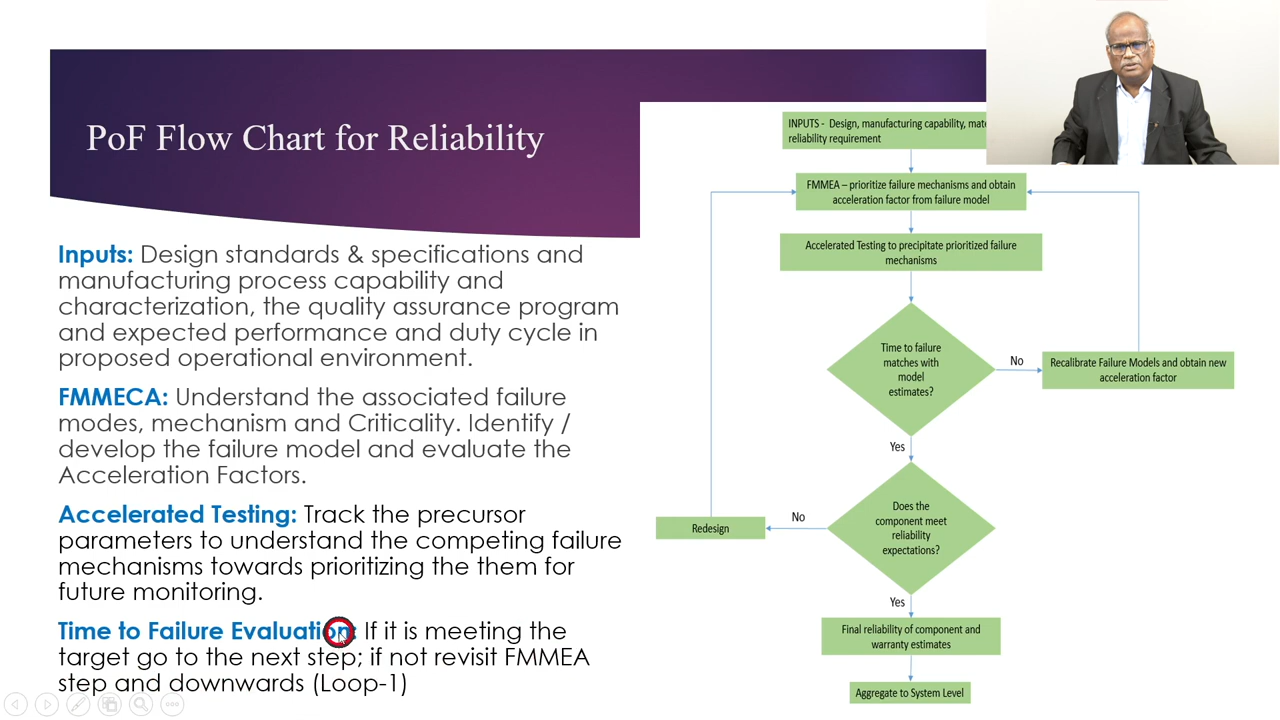 PoF Flow Chart for Reliability
Inputs: Design standards & specifications and
manufacturing process capability and
characterization, the quality assurance program
and expected performance and duty cycle in
proposed operational environment.
FMMECA: Understand the associated failure
modes, mechanism and Criticality. Identify /
develop the failure model and evaluate the
Acceleration Factors.
Accelerated Testing: Track the precursor
parameters to understand the competing failure
mechanisms towards prioritizing the them for
future monitoring.
Time to Failure Evaluation: If it is meeting the
target go to the next step; if not revisit FMMEA
step and downwards (Loop-1)
INPUTS - Design, manufacturing capability,
reliability requirement
FMMEA – prioritize failure mechanisms and obtain
acceleration factor from failure model
Accelerated Testing to precipitate prioritized failure
mechanisms
Time to failure
matches with
model
estimates?
No
Recalibrate Failure Models and obtain new
acceleration factor
Yes
Does the
component meet
reliability
expectations?
No
Redesign
Yes
Final reliability of component and
warranty estimates
Aggregate to System Level